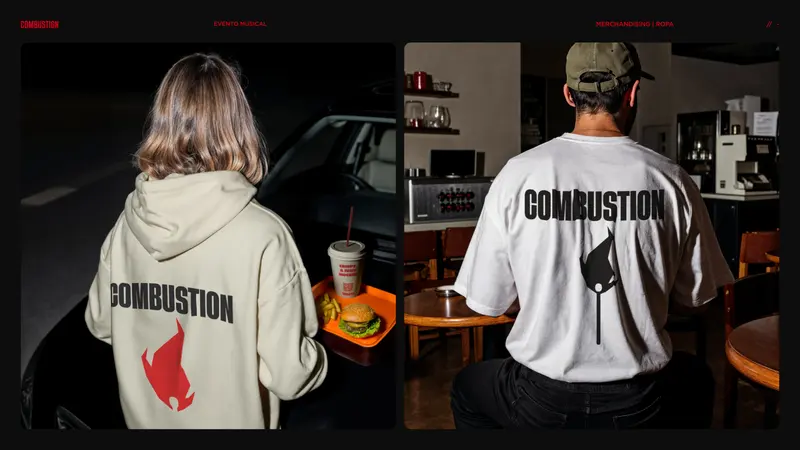 COMBUSTION
EVENTO MUSICAL
MERCHANDISING | ROPA
//
COMBUSTION
COMBUSTION